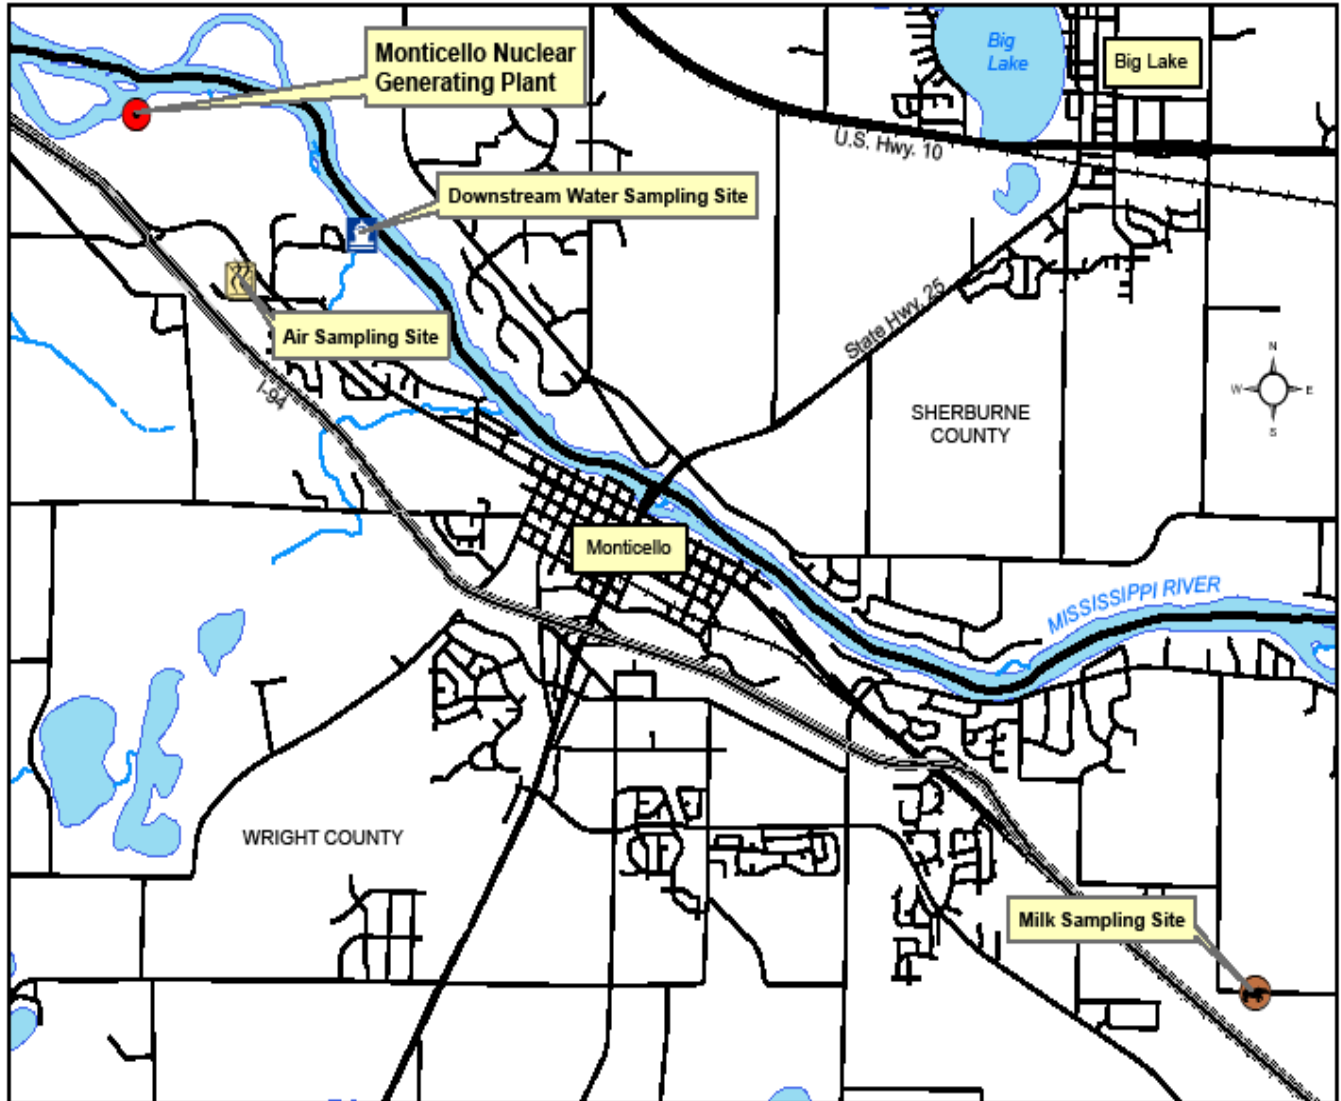 Monticello Nuclear
Generating Plant
Big
Lake
Big Lake
U.S. Hwy. 10
Downstream Water Sampling Site
Air Sampling Site
State Hwy. 25
I-94
N
W
E
S
SHERBURNE
COUNTY
Monticello
MISSISSIPPI RIVER
WRIGHT COUNTY
Milk Sampling Site